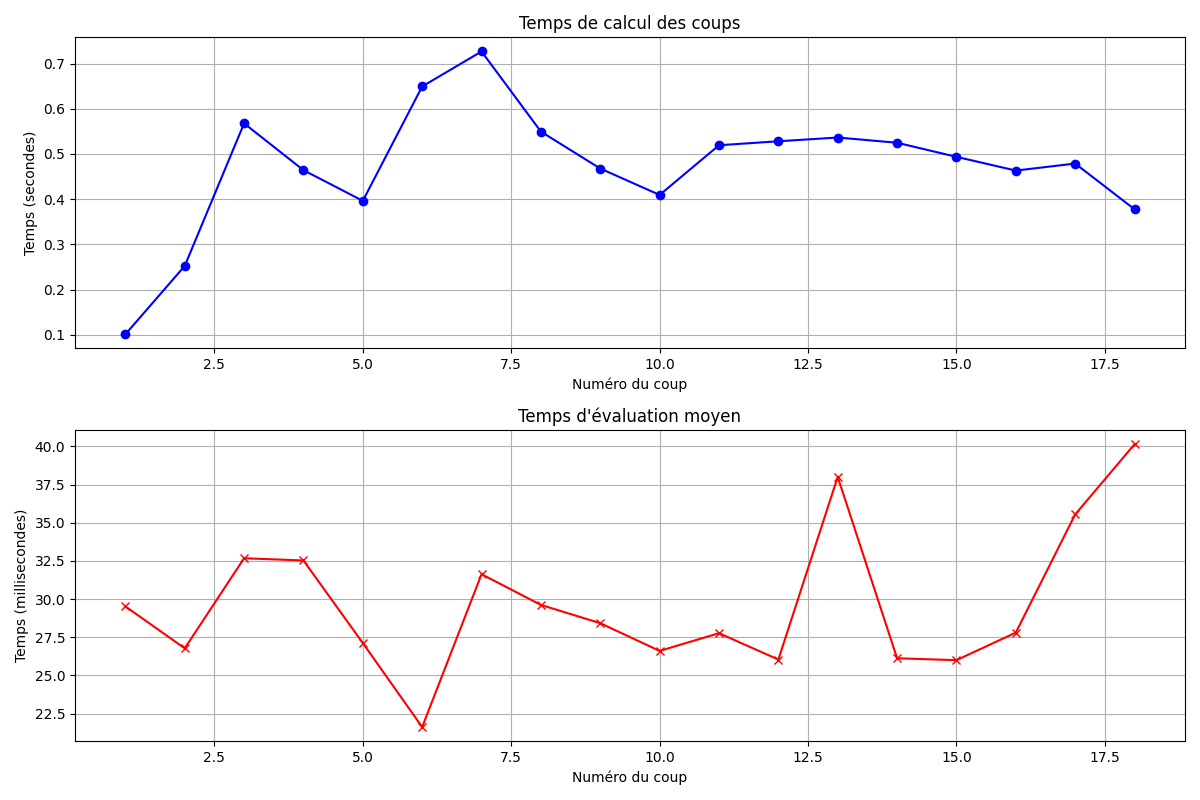 Temps de calcul des coups
Temps (secondes)
0.7
0.6
0.5
0.4
0.3
0.2
0.1
2.5 5.0 7.5 10.0 12.5 15.0 17.5
Numéro du coup
Temps d'évaluation moyen
Temps (millisecondes)
40.0
37.5
35.0
32.5
30.0
27.5
25.0
22.5
2.5 5.0 7.5 10.0 12.5 15.0 17.5
Numéro du coup